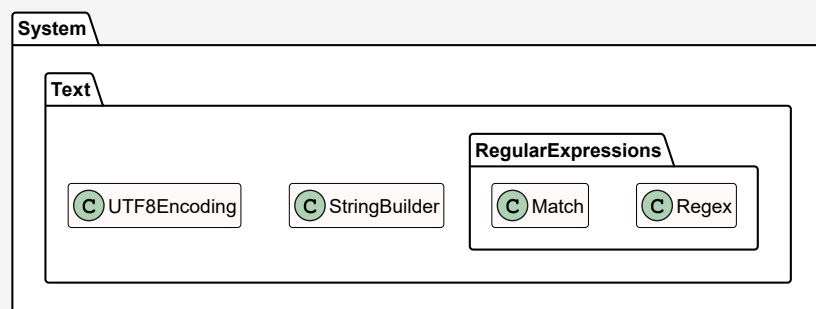 System
Text
RegularExpressions
C UTF8Encoding
C StringBuilder
C Match
C Regex